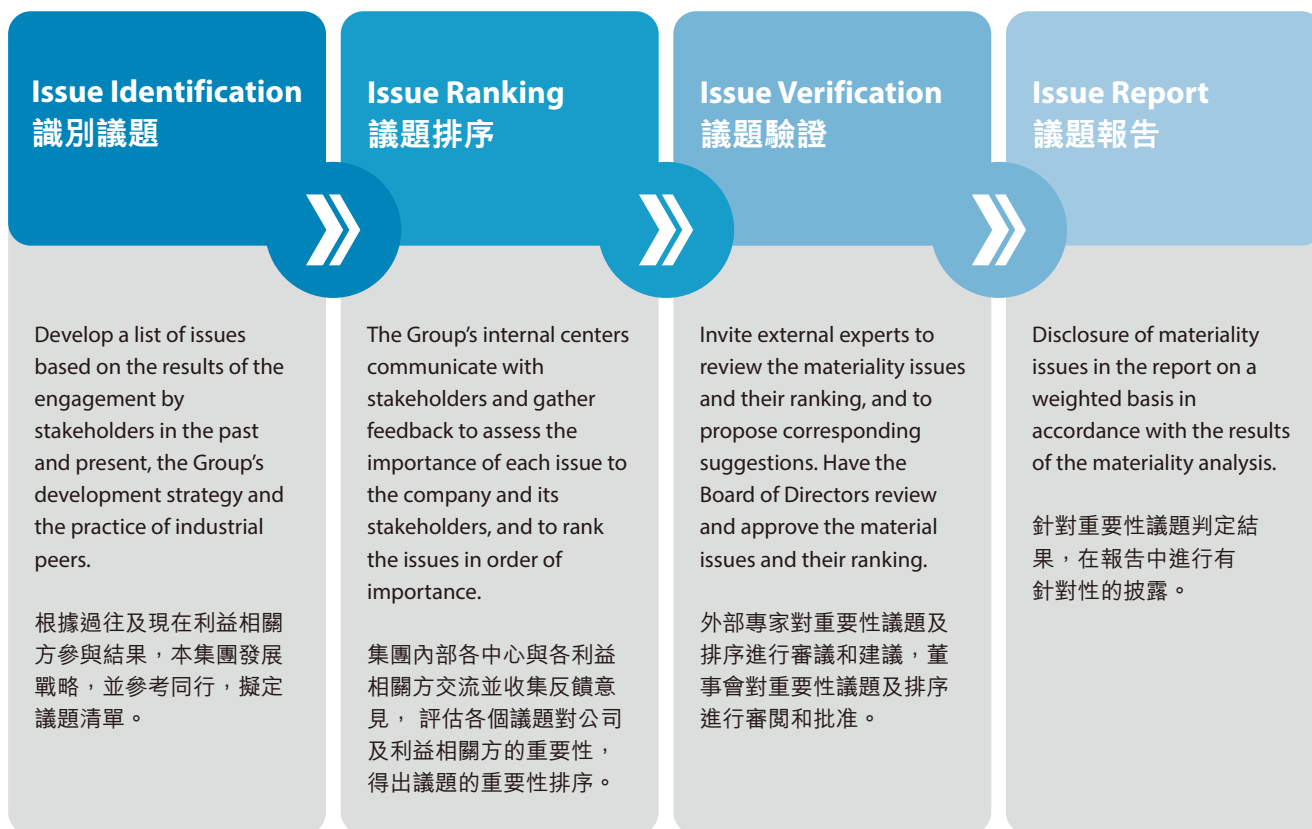 Issue Identification
識別議題
Develop a list of issues
based on the results of the
engagement by
stakeholders in the past
and present, the Group's
development strategy and
the practice of industrial
peers.
根據過往及現在利益相關
方參與結果，本集團發展
戰略，並參考同行，擬定
議題清單。
Issue Ranking
議題排序
The Group's internal centers
communicate with
stakeholders and gather
feedback to assess the
importance of each issue to
the company and its
stakeholders, and to rank
the issues in order of
importance.
集團內部各中心與各利益
相關方交流並收集反饋意
見， 評估各個議題對公司
及利益相關方的重要性，
得出議題的重要性排序。
Issue Verification
議題驗證
Invite external experts to
review the materiality issues
and their ranking, and to
propose corresponding
suggestions. Have the
Board of Directors review
and approve the material
issues and their ranking.
外部專家對重要性議題及
排序進行審議和建議，董
事會對重要性議題及排序
進行審閱和批准。
Issue Report
議題報告
Disclosure of materiality
issues in the report on a
weighted basis in
accordance with the results
of the materiality analysis.
針對重要性議題判定結
果，在報告中進行有
針對性的披露。